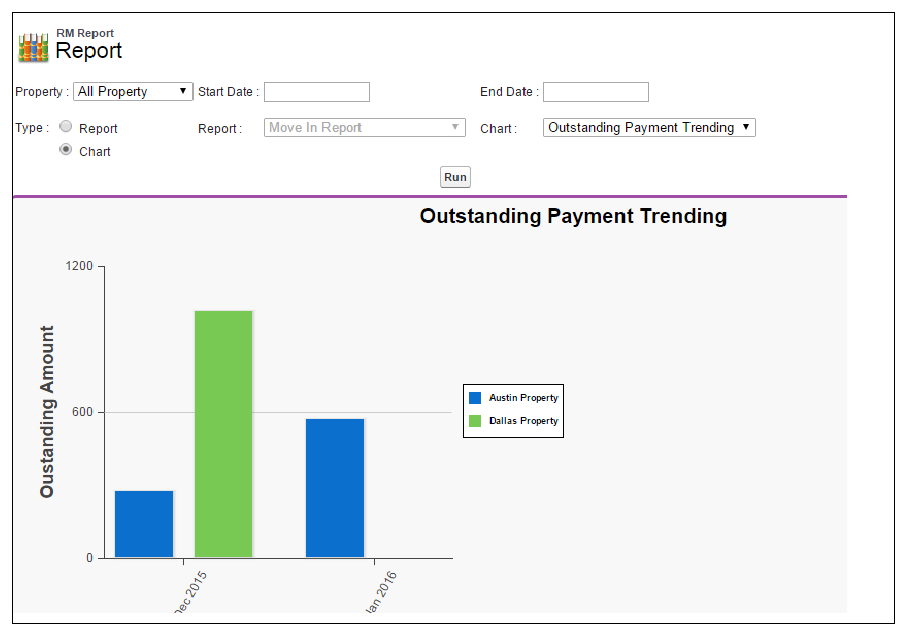 RM Report
Report
Property : All Property Start Date : End Date :
Type : Report Report : Move In Report Chart : Outstanding Payment Trending
Chart
Run
Outstanding Payment Trending
1200
Oustanding Amount
600
Austin Property
Dallas Property
0
Dec 2015 Jan 2016